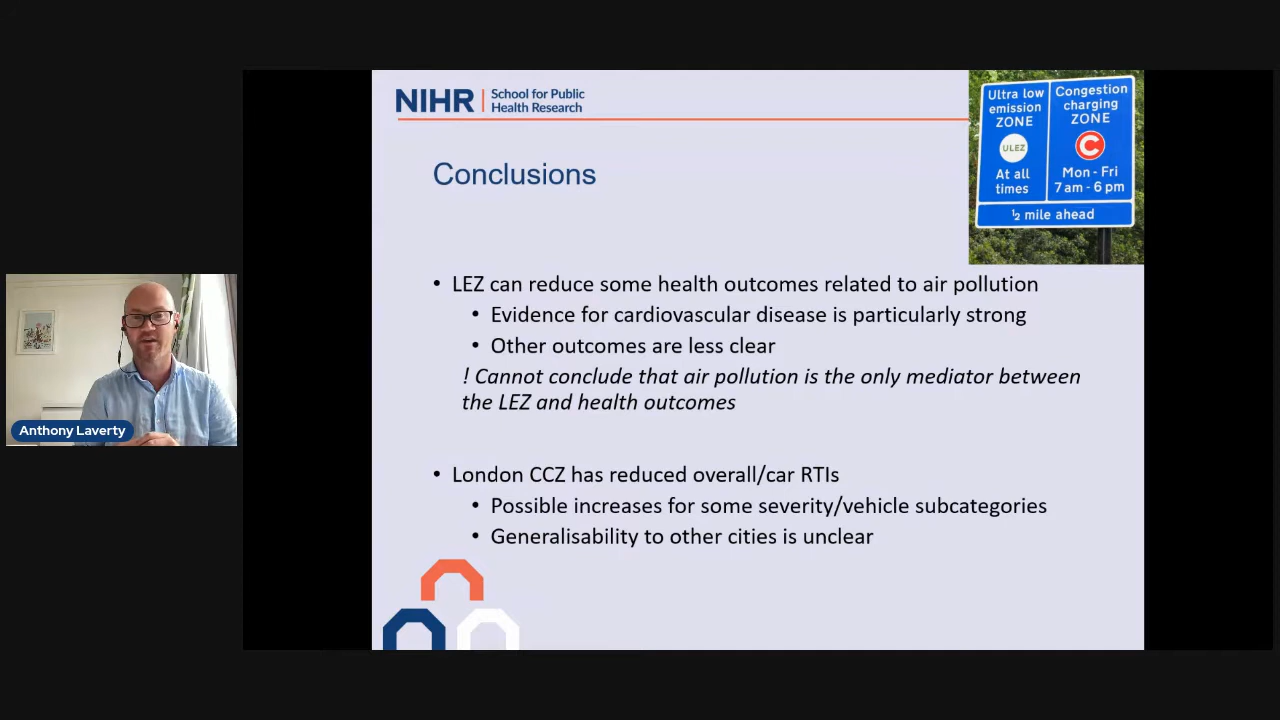 NIHR | School for Public
Health Research
Ultra low
emission
ZONE
ULEZ
At all
times
Congestion
charging
ZONE
C
Mon - Fri
7 am - 6 pm
½ mile ahead
Conclusions
• LEZ can reduce some health outcomes related to air pollution
• Evidence for cardiovascular disease is particularly strong
• Other outcomes are less clear
! Cannot conclude that air pollution is the only mediator between
the LEZ and health outcomes
• London CCZ has reduced overall/car RTIs
• Possible increases for some severity/vehicle subcategories
• Generalisability to other cities is unclear
Anthony Laverty